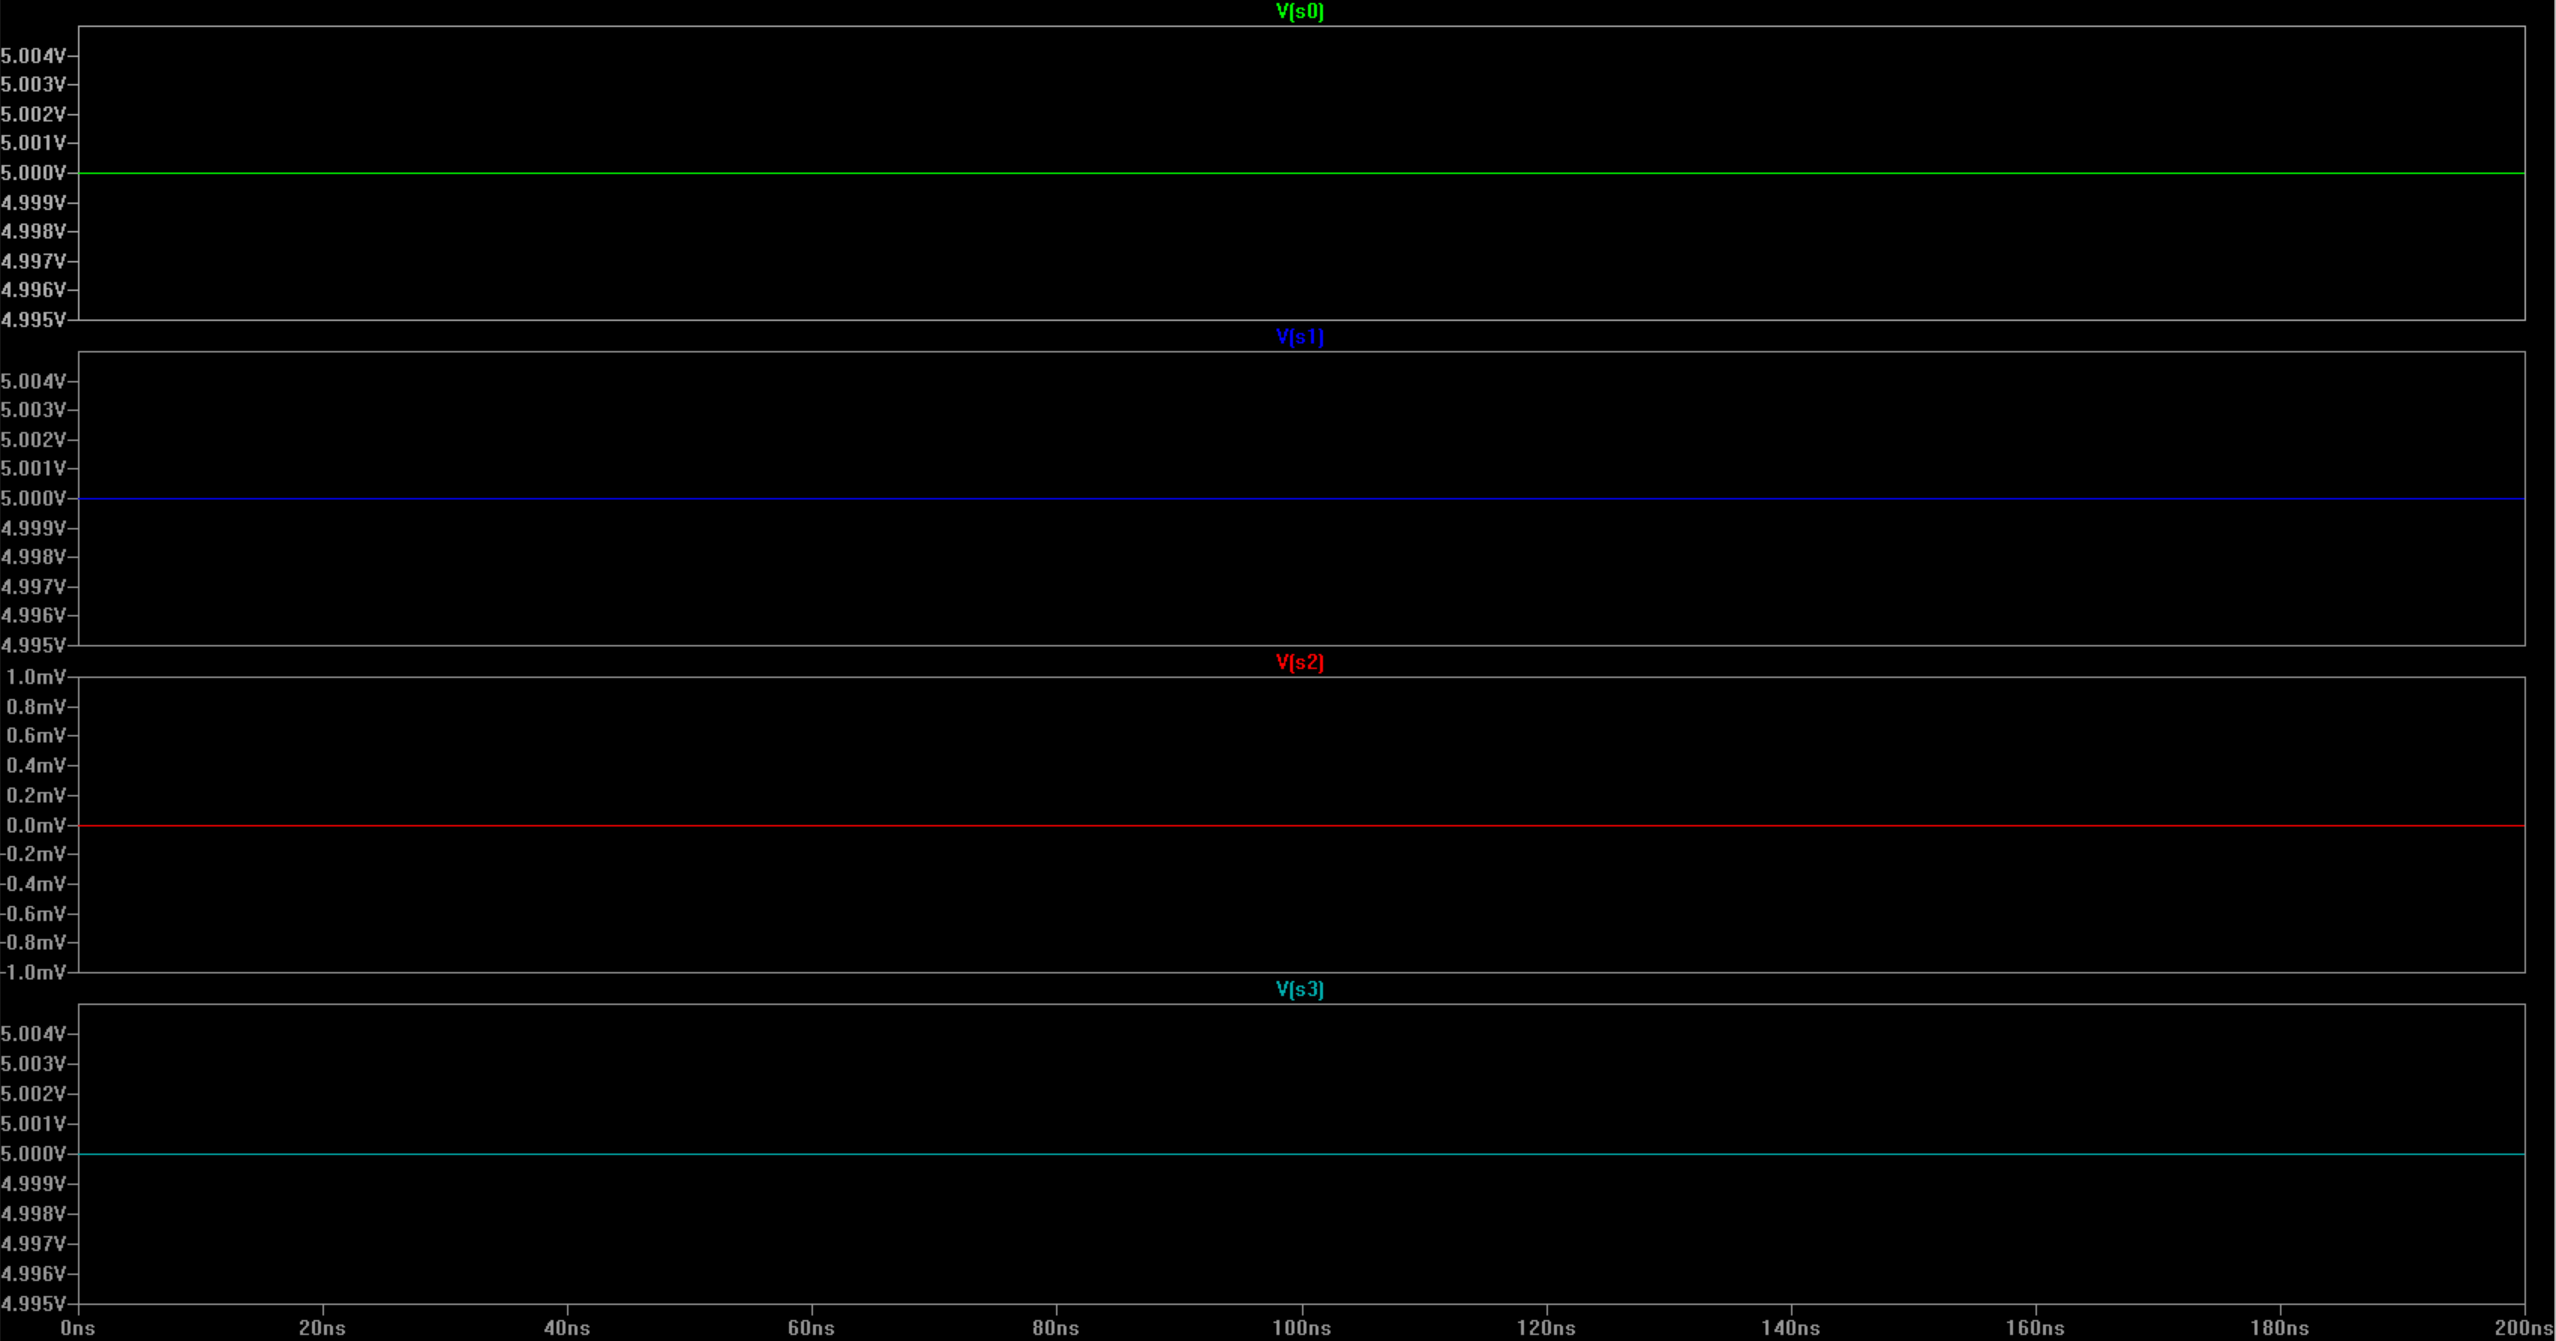 V(s0)
5.004V
5.003V
5.002V
5.001V
5.000V
4.999V
4.998V
4.997V
4.996V
4.995V
V(s1)
5.004V
5.003V
5.002V
5.001V
5.000V
4.999V
4.998V
4.997V
4.996V
4.995V
V(s2)
1.0mV
0.8mV
0.6mV
0.4mV
0.2mV
0.0mV
-0.2mV
-0.4mV
-0.6mV
-0.8mV
-1.0mV
V(s3)
5.004V
5.003V
5.002V
5.001V
5.000V
4.999V
4.998V
4.997V
4.996V
4.995V
0ns 20ns 40ns 60ns 80ns 100ns 120ns 140ns 160ns 180ns 200ns